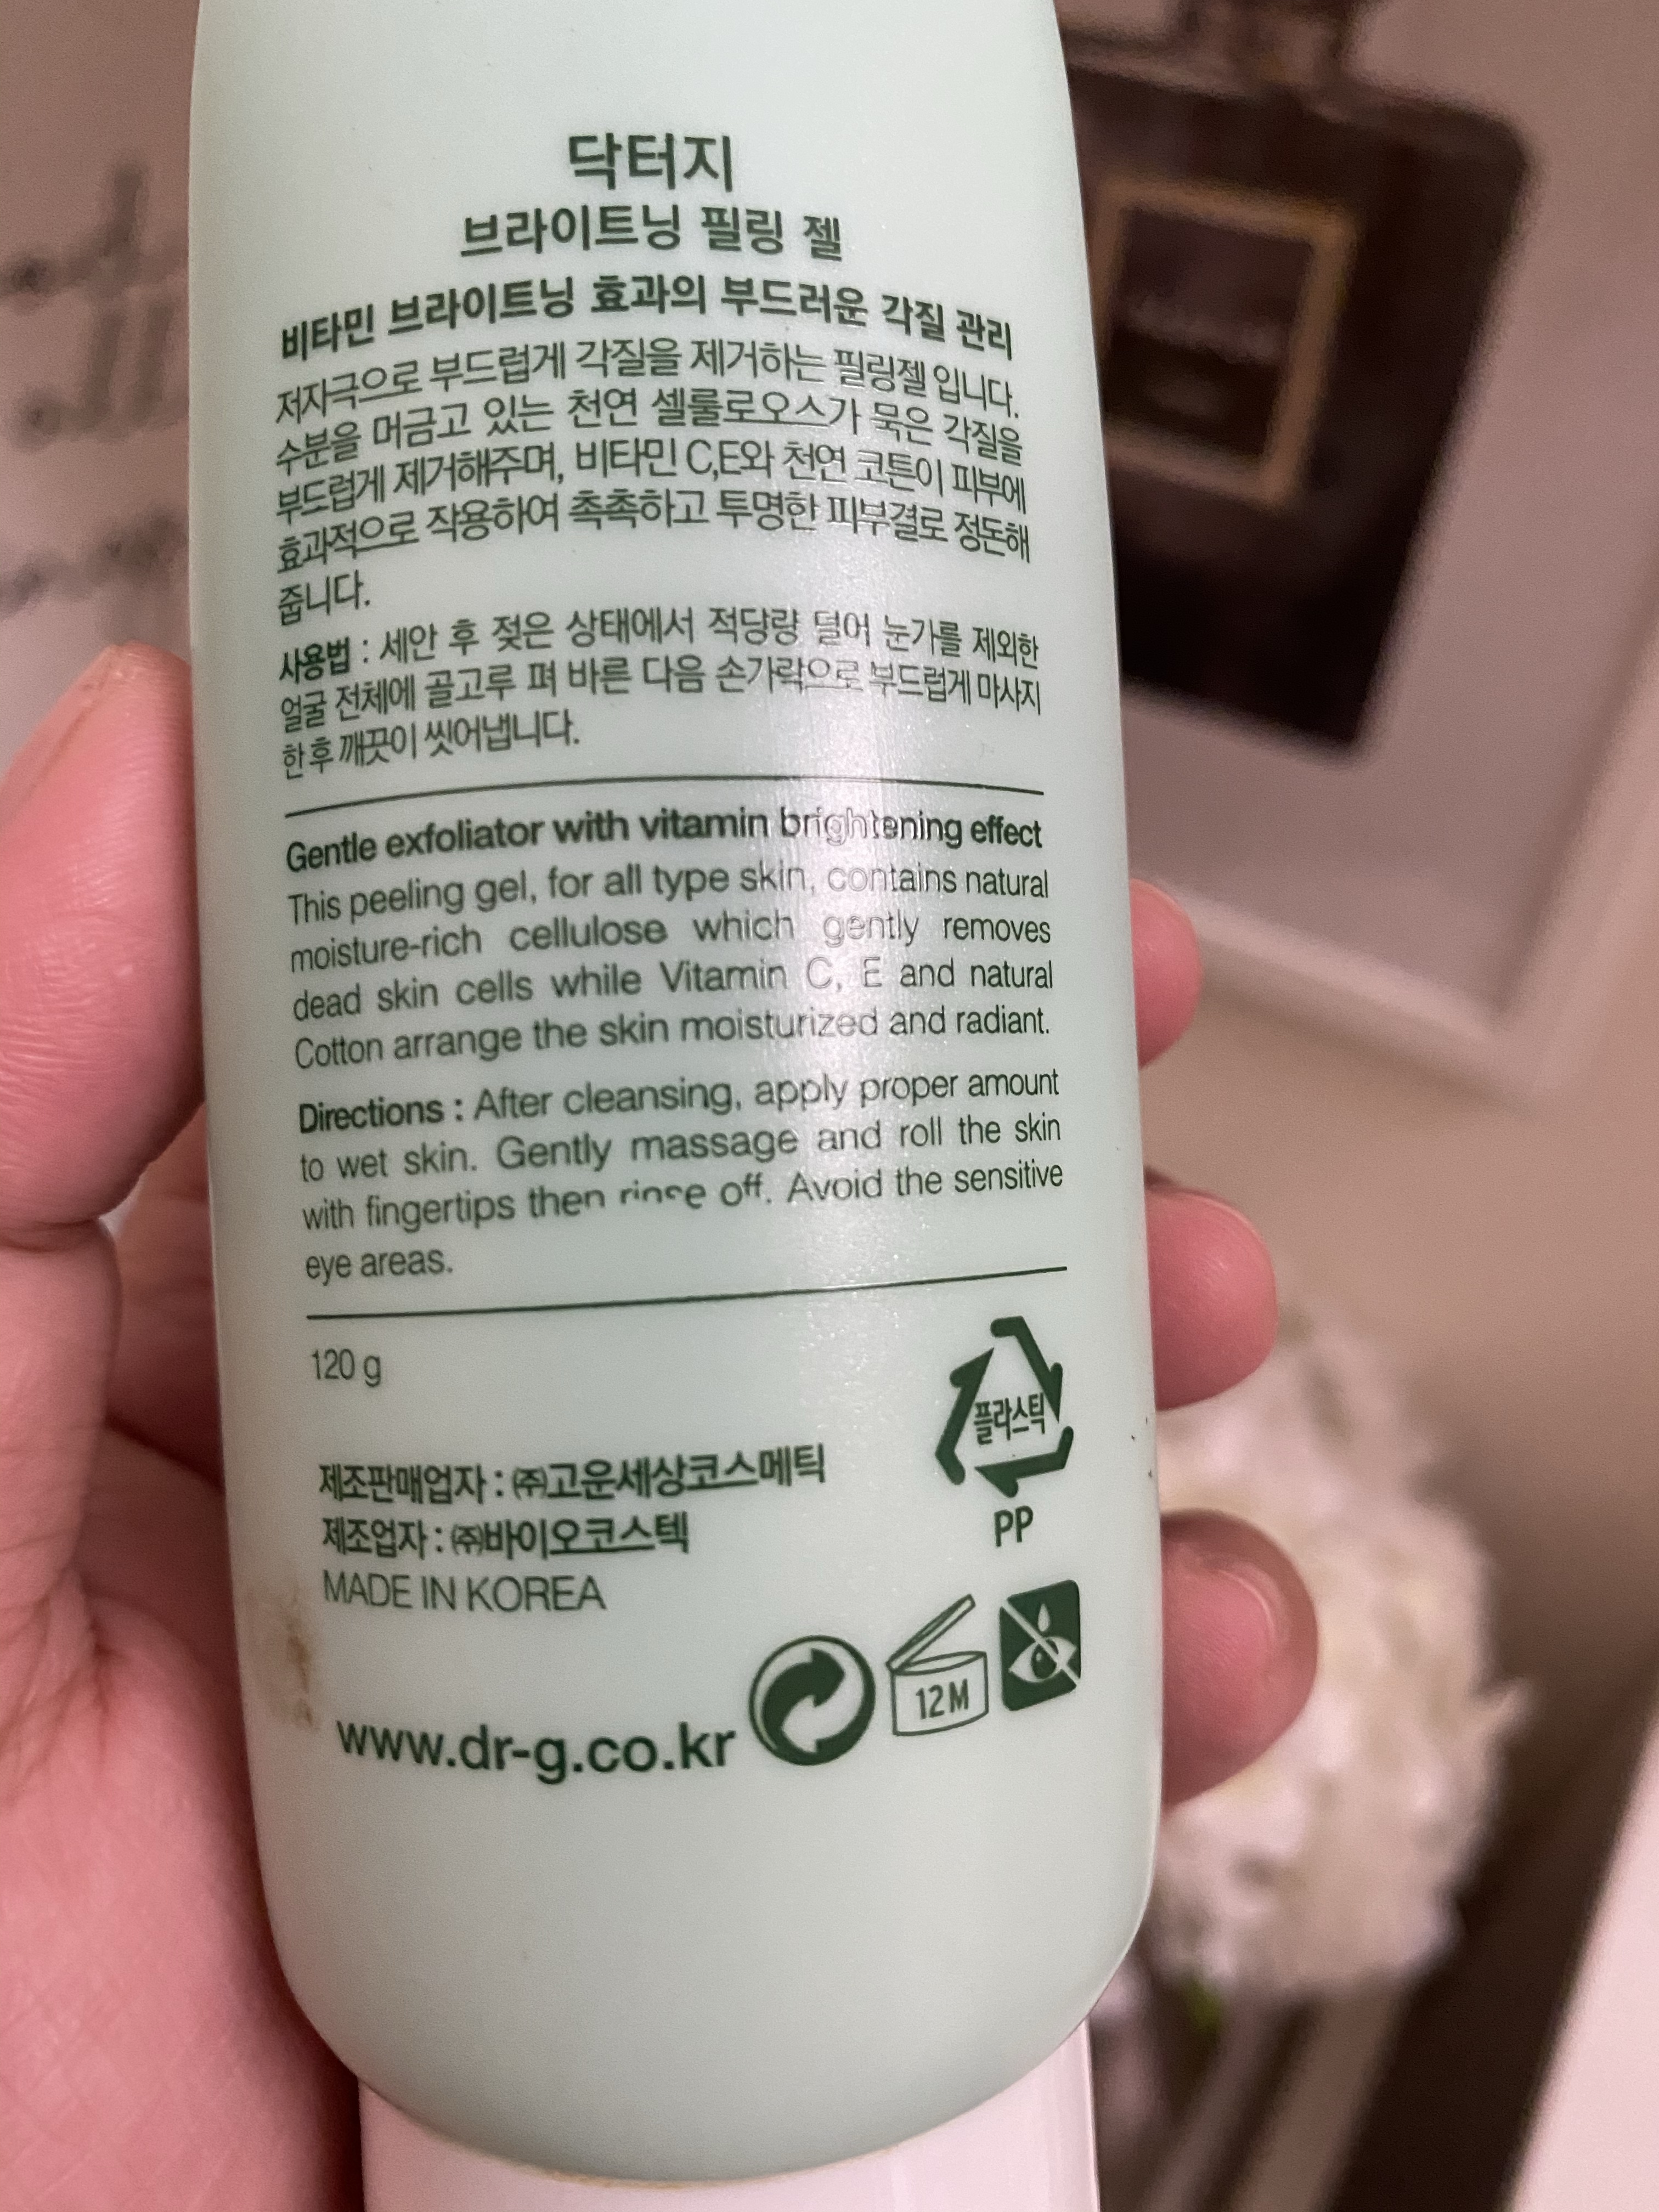 닥터지
브라이트닝 필링 젤
비타민 브라이트닝 효과의 부드러운 각질 관리
저자극으로 부드럽게 각질을 제거하는 필링젤 입니다.
수분을 머금고 있는 천연 셀룰로오스가 묵은 각질을
부드럽게 제거해주며, 비타민 C,E와 천연 코튼이 피부에
효과적으로 작용하여 촉촉하고 투명한 피부결로 정돈해
줍니다.
사용법 : 세안 후 젖은 상태에서 적당량 덜어 눈가를 제외한
얼굴 전체에 골고루 펴 바른 다음 손가락으로 부드럽게 마사지
한 후 깨끗이 씻어냅니다.
Gentle exfoliator with vitamin brightening effect
This peeling gel, for all type skin, contains natural
moisture-rich cellulose which gently removes
dead skin cells while Vitamin C, E and natural
Cotton arrange the skin moisturized and radiant.
Directions : After cleansing, apply proper amount
to wet skin. Gently massage and roll the skin
with fingertips then rinse off. Avoid the sensitive
eye areas.
120 g
플라스틱
PP
제조판매업자 : ㈜고운세상코스메틱
제조업자 : ㈜바이오코스텍
MADE IN KOREA
12M
www.dr-g.co.kr